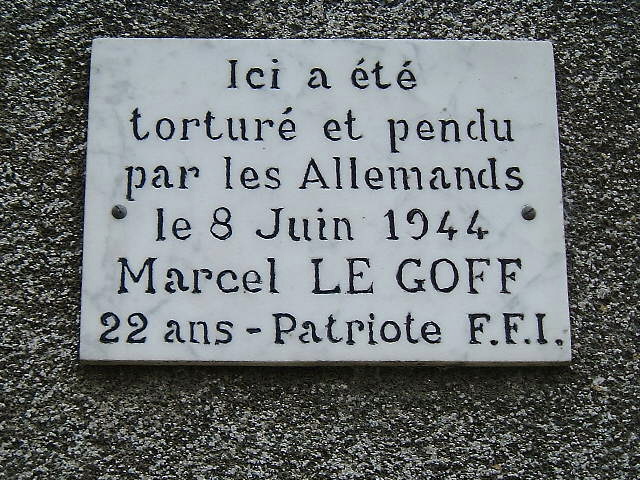 Ici a été
torturé et pendu
par les Allemands
le 8 Juin 1944
Marcel LE GOFF
22 ans - Patriote F.F.I.